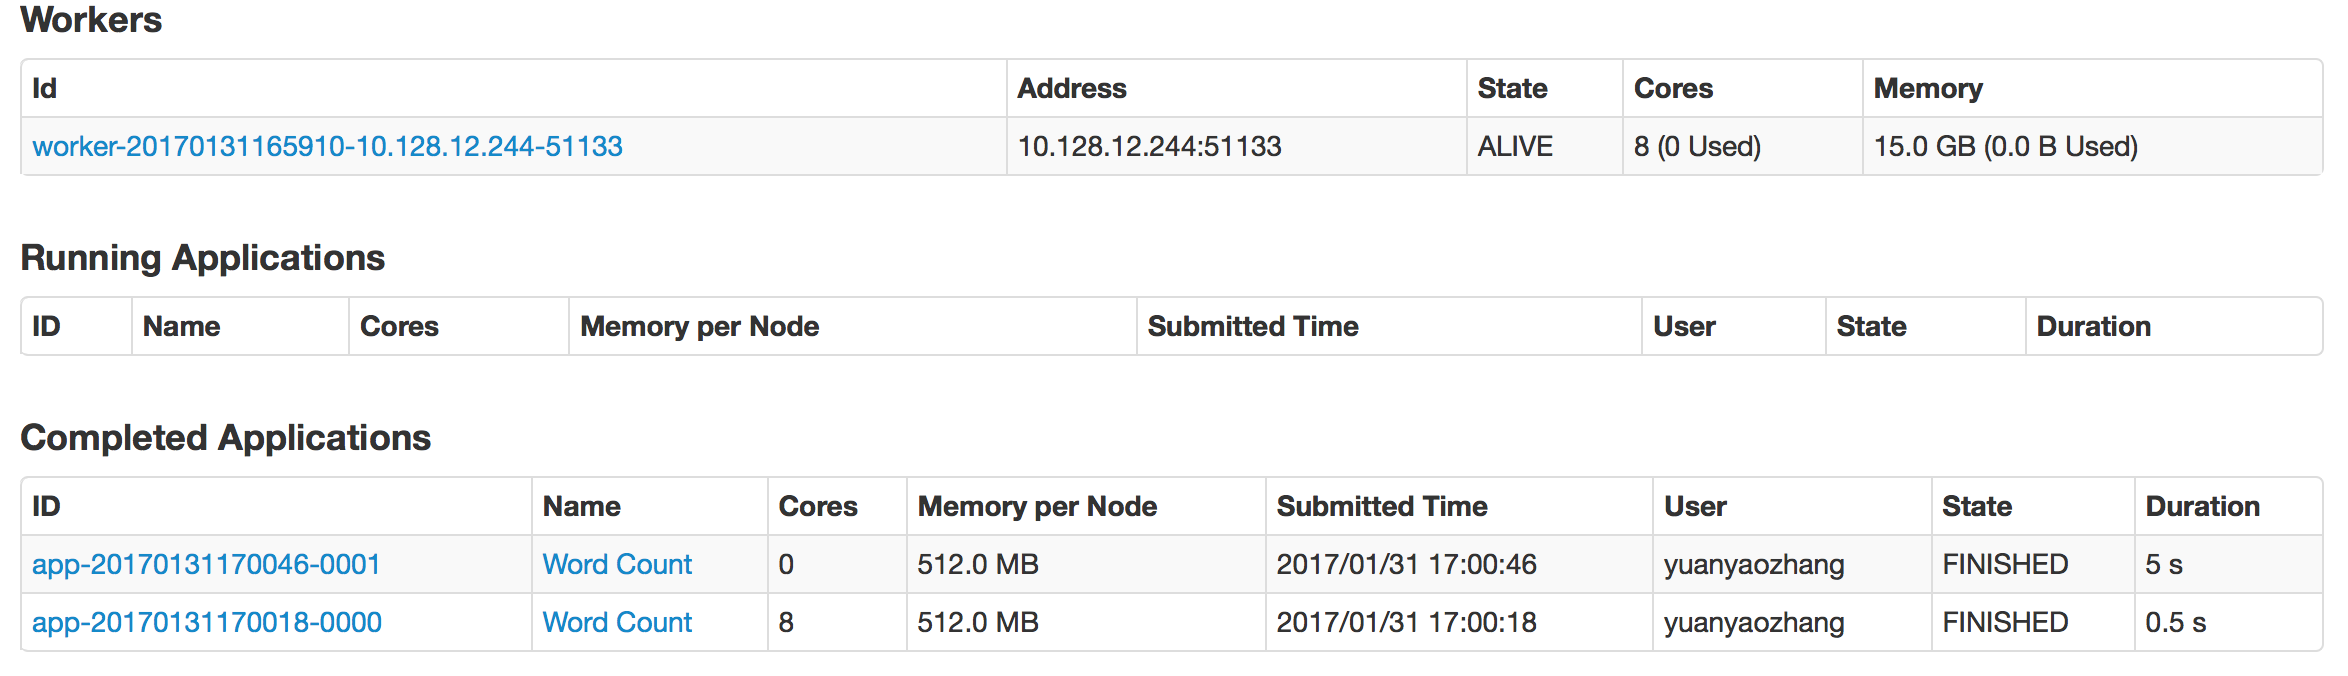 Workers
Id Address State Cores Memory
worker-20170131165910-10.128.12.244-51133 10.128.12.244:51133 ALIVE 8 (0 Used) 15.0 GB (0.0 B Used)
Running Applications
ID Name Cores Memory per Node Submitted Time User State Duration
Completed Applications
ID Name Cores Memory per Node Submitted Time User State Duration
app-20170131170046-0001 Word Count 0 512.0 MB 2017/01/31 17:00:46 yuanyaozhang FINISHED 5 s
app-20170131170018-0000 Word Count 8 512.0 MB 2017/01/31 17:00:18 yuanyaozhang FINISHED 0.5 s